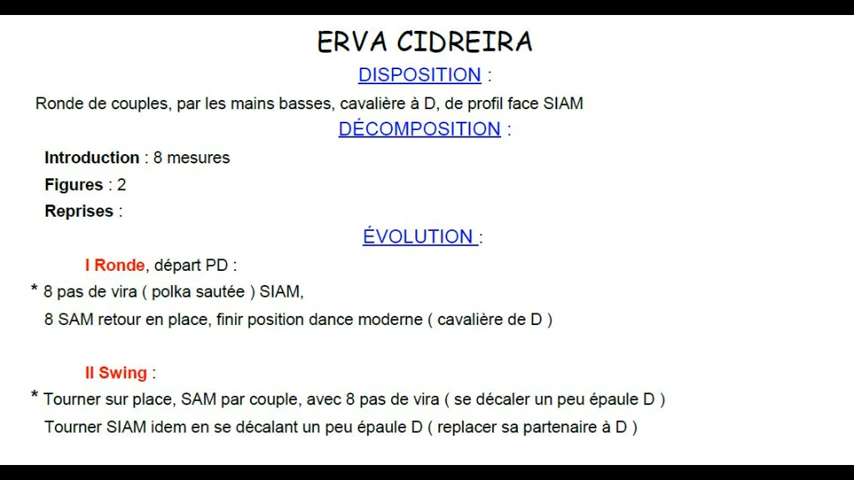 ERVA CIDREIRA
DISPOSITION :
Ronde de couples, par les mains basses, cavalière à D, de profil face SIAM
DÉCOMPOSITION :
Introduction : 8 mesures
Figures : 2
Reprises :
ÉVOLUTION :
I Ronde, départ PD :
* 8 pas de vira ( polka sautée ) SIAM,
8 SAM retour en place, finir position dance moderne ( cavalière de D )
II Swing :
* Tourner sur place, SAM par couple, avec 8 pas de vira ( se décaler un peu épaule D )
Tourner SIAM idem en se décalant un peu épaule D ( replacer sa partenaire à D )